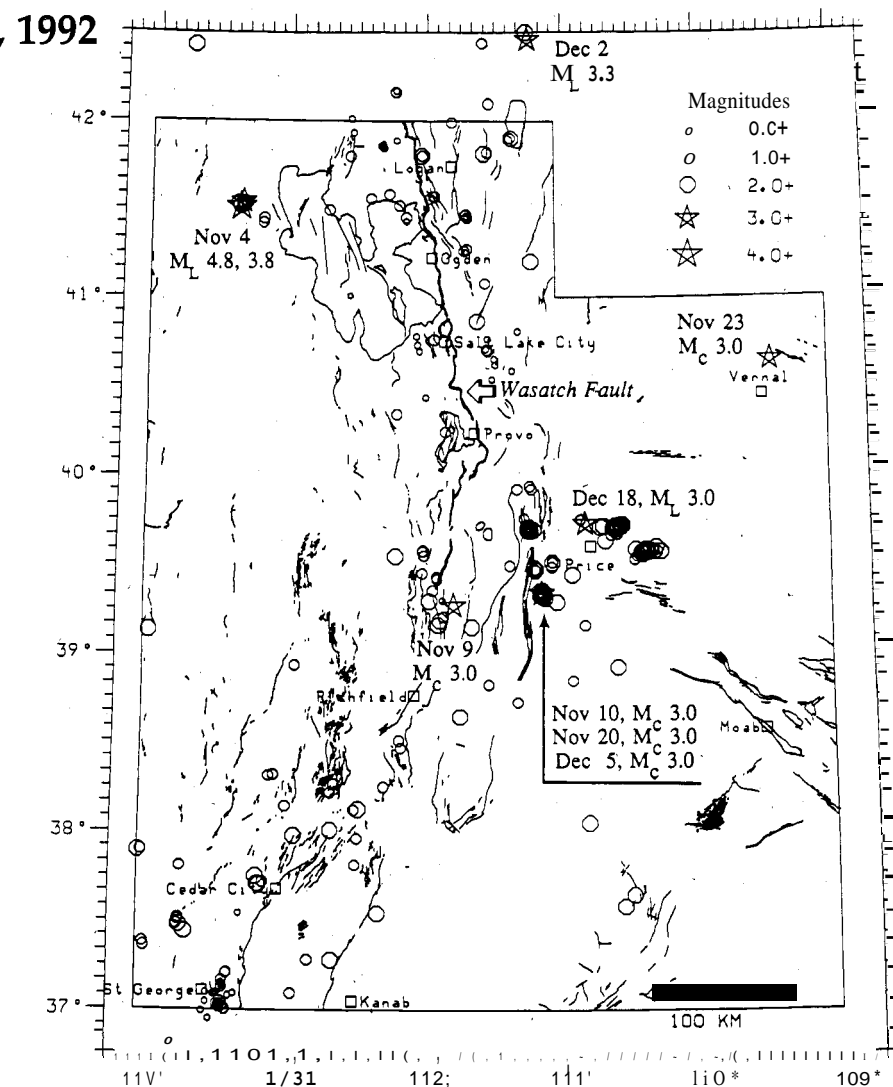 , 1992
Dec 2
M_L 3.3
t
Magnitudes
0.C+
1.0+
2.0+
3.0+
4.0+
42°
Logan
Nov 4
M_L 4.8, 3.8
Ogden
41°
Nov 23
M_c 3.0
Salt Lake City
Vernal
Wasatch Fault
Provo
40°
Dec 18, M_L 3.0
Price
39°
Nov 9
M_c 3.0
Richfield
Nov 10, M_c 3.0
Nov 20, M_c 3.0
Dec 5, M_c 3.0
Moab
38°
Cedar City
St George
Kanab
37°
100 KM
11V' 1/31 112; 111' 110* 109*